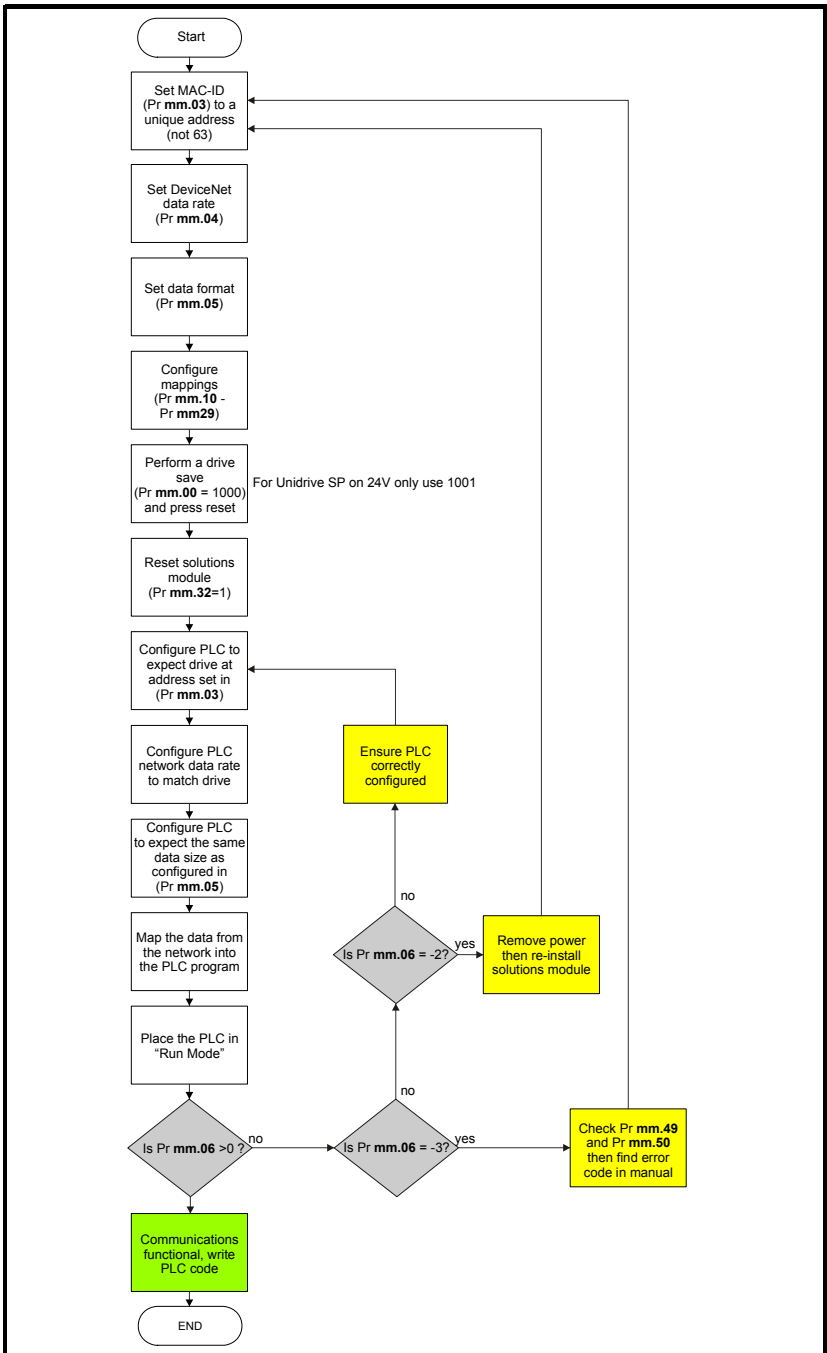 Start
Set MAC-ID
(Pr mm.03) to a
unique address
(not 63)
Set DeviceNet
data rate
(Pr mm.04)
Set data format
(Pr mm.05)
Configure
mappings
(Pr mm.10 -
Pr mm29)
Perform a drive
save
(Pr mm.00 = 1000)
and press reset
For Unidrive SP on 24V only use 1001
Reset solutions
module
(Pr mm.32=1)
Configure PLC to
expect drive at
address set in
(Pr mm.03)
Configure PLC
network data rate
to match drive
Ensure PLC
correctly
configured
Configure PLC
to expect the same
data size as
configured in
(Pr mm.05)
no
Map the data from
the network into
the PLC program
Is Pr mm.06 = -2?
yes
Remove power
then re-install
solutions module
Place the PLC in
“Run Mode”
no
Is Pr mm.06 >0 ?
no
Is Pr mm.06 = -3?
yes
Check Pr mm.49
and Pr mm.50
then find error
code in manual
Communications
functional, write
PLC code
END